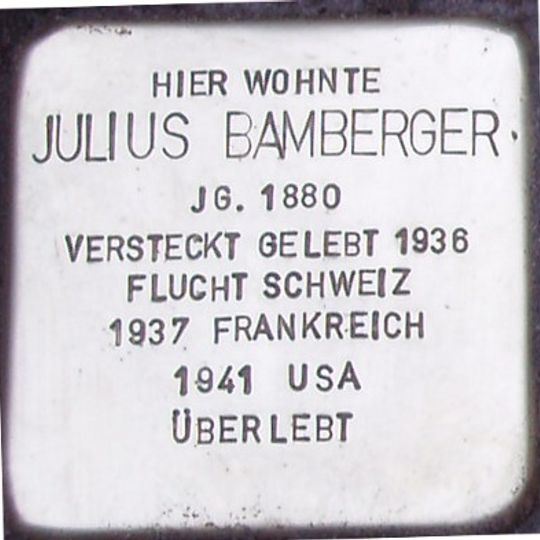 HIER WOHNTE
JULIUS BAMBERGER
JG. 1880
VERSTECKT GELEBT 1936
FLUCHT SCHWEIZ
1937 FRANKREICH
1941 USA
ÜBERLEBT